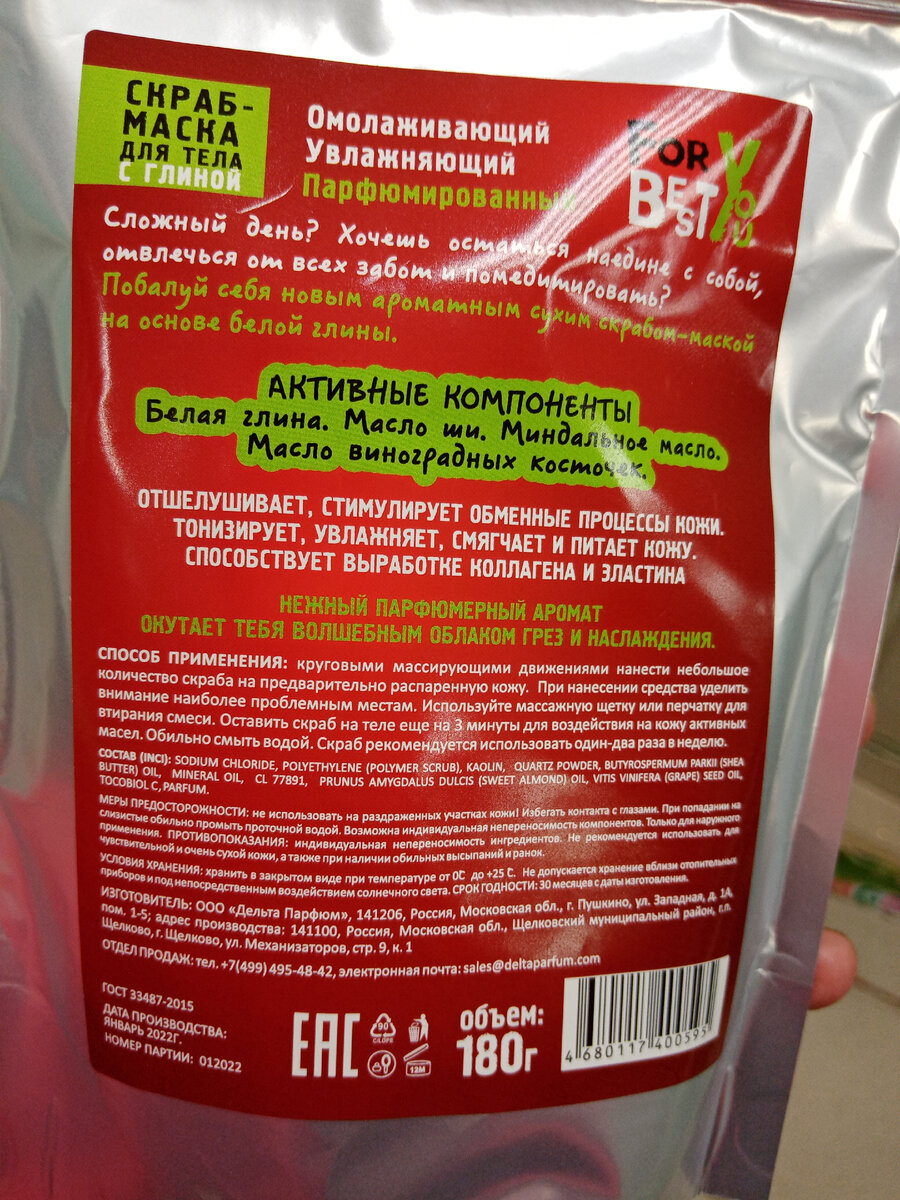 СКРАБ-
МАСКА
ДЛЯ ТЕЛА
С ГЛИНОЙ
Омолаживающий
Увлажняющий
Парфюмированный
FOR
BEST
YOU
Сложный день? Хочешь остаться наедине с собой,
отвлечься от всех забот и помедитировать?
Побалуй себя новым ароматным сухим скрабом-маской
на основе белой глины.
АКТИВНЫЕ КОМПОНЕНТЫ
Белая глина. Масло ши. Миндальное масло.
Масло виноградных косточек.
ОТШЕЛУШИВАЕТ, СТИМУЛИРУЕТ ОБМЕННЫЕ ПРОЦЕССЫ КОЖИ.
ТОНИЗИРУЕТ, УВЛАЖНЯЕТ, СМЯГЧАЕТ И ПИТАЕТ КОЖУ.
СПОСОБСТВУЕТ ВЫРАБОТКЕ КОЛЛАГЕНА И ЭЛАСТИНА
НЕЖНЫЙ ПАРФЮМЕРНЫЙ АРОМАТ
ОКУТАЕТ ТЕБЯ ВОЛШЕБНЫМ ОБЛАКОМ ГРЕЗ И НАСЛАЖДЕНИЯ.
СПОСОБ ПРИМЕНЕНИЯ: круговыми массирующими движениями нанести небольшое
количество скраба на предварительно распаренную кожу. При нанесении средства уделить
внимание наиболее проблемным местам. Используйте массажную щетку или перчатку для
втирания смеси. Оставить скраб на теле еще на 3 минуты для воздействия на кожу активных
масел. Обильно смыть водой. Скраб рекомендуется использовать один-два раза в неделю.
СОСТАВ (INCI): SODIUM CHLORIDE, POLYETHYLENE (POLYMER SCRUB), KAOLIN, QUARTZ POWDER, BUTYROSPERMUM PARKII (SHEA
BUTTER) OIL, MINERAL OIL, CL 77891, PRUNUS AMYGDALUS DULCIS (SWEET ALMOND) OIL, VITIS VINIFERA (GRAPE) SEED OIL,
TOCOBIOL C, PARFUM.
МЕРЫ ПРЕДОСТОРОЖНОСТИ: не использовать на раздраженных участках кожи! Избегать контакта с глазами. При попадании на
слизистые обильно промыть проточной водой. Возможна индивидуальная непереносимость компонентов. Только для наружного
применения. ПРОТИВОПОКАЗАНИЯ: индивидуальная непереносимость ингредиентов. Не рекомендуется использовать для
чувствительной и очень сухой кожи, а также при наличии обильных высыпаний и ранок.
УСЛОВИЯ ХРАНЕНИЯ: хранить в закрытом виде при температуре от 0С до +25 С. Не допускается хранение вблизи отопительных
приборов и под непосредственным воздействием солнечного света. СРОК ГОДНОСТИ: 30 месяцев с даты изготовления.
ИЗГОТОВИТЕЛЬ: ООО «Дельта Парфюм», 141206, Россия, Московская обл., г. Пушкино, ул. Западная, д. 1А,
пом. 1-5; адрес производства: 141100, Россия, Московская обл., Щелковский муниципальный район, г.п.
Щелково, г. Щелково, ул. Механизаторов, стр. 9, к. 1
ОТДЕЛ ПРОДАЖ: тел. +7(499) 495-48-42, электронная почта: sales@deltaparfum.com
ГОСТ 33487-2015
ДАТА ПРОИЗВОДСТВА:
ЯНВАРЬ 2022Г.
НОМЕР ПАРТИИ: 012022
EAC
90
C/LDPE
12M
объем:
180г
4 680117 400595